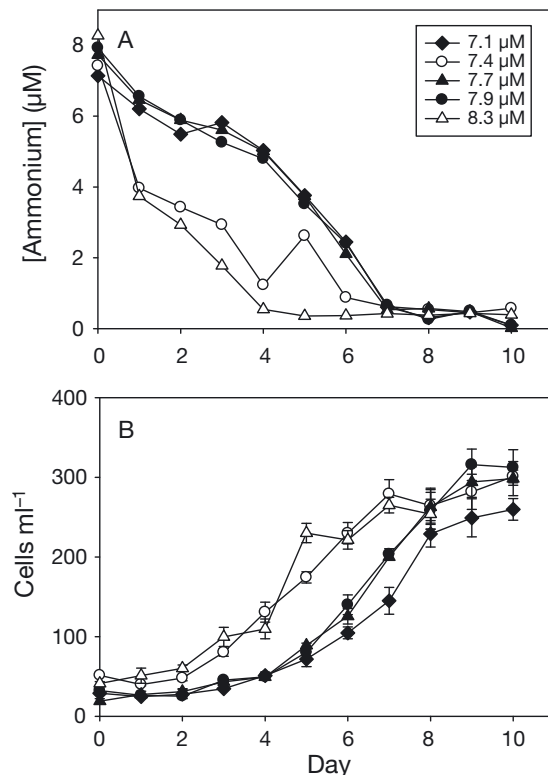 A
7.1 µM
7.4 µM
7.7 µM
7.9 µM
8.3 µM
[Ammonium] (µM)
8
6
4
2
0
0 2 4 6 8 10
B
Cells ml⁻¹
400
300
200
100
0
0 2 4 6 8 10
Day